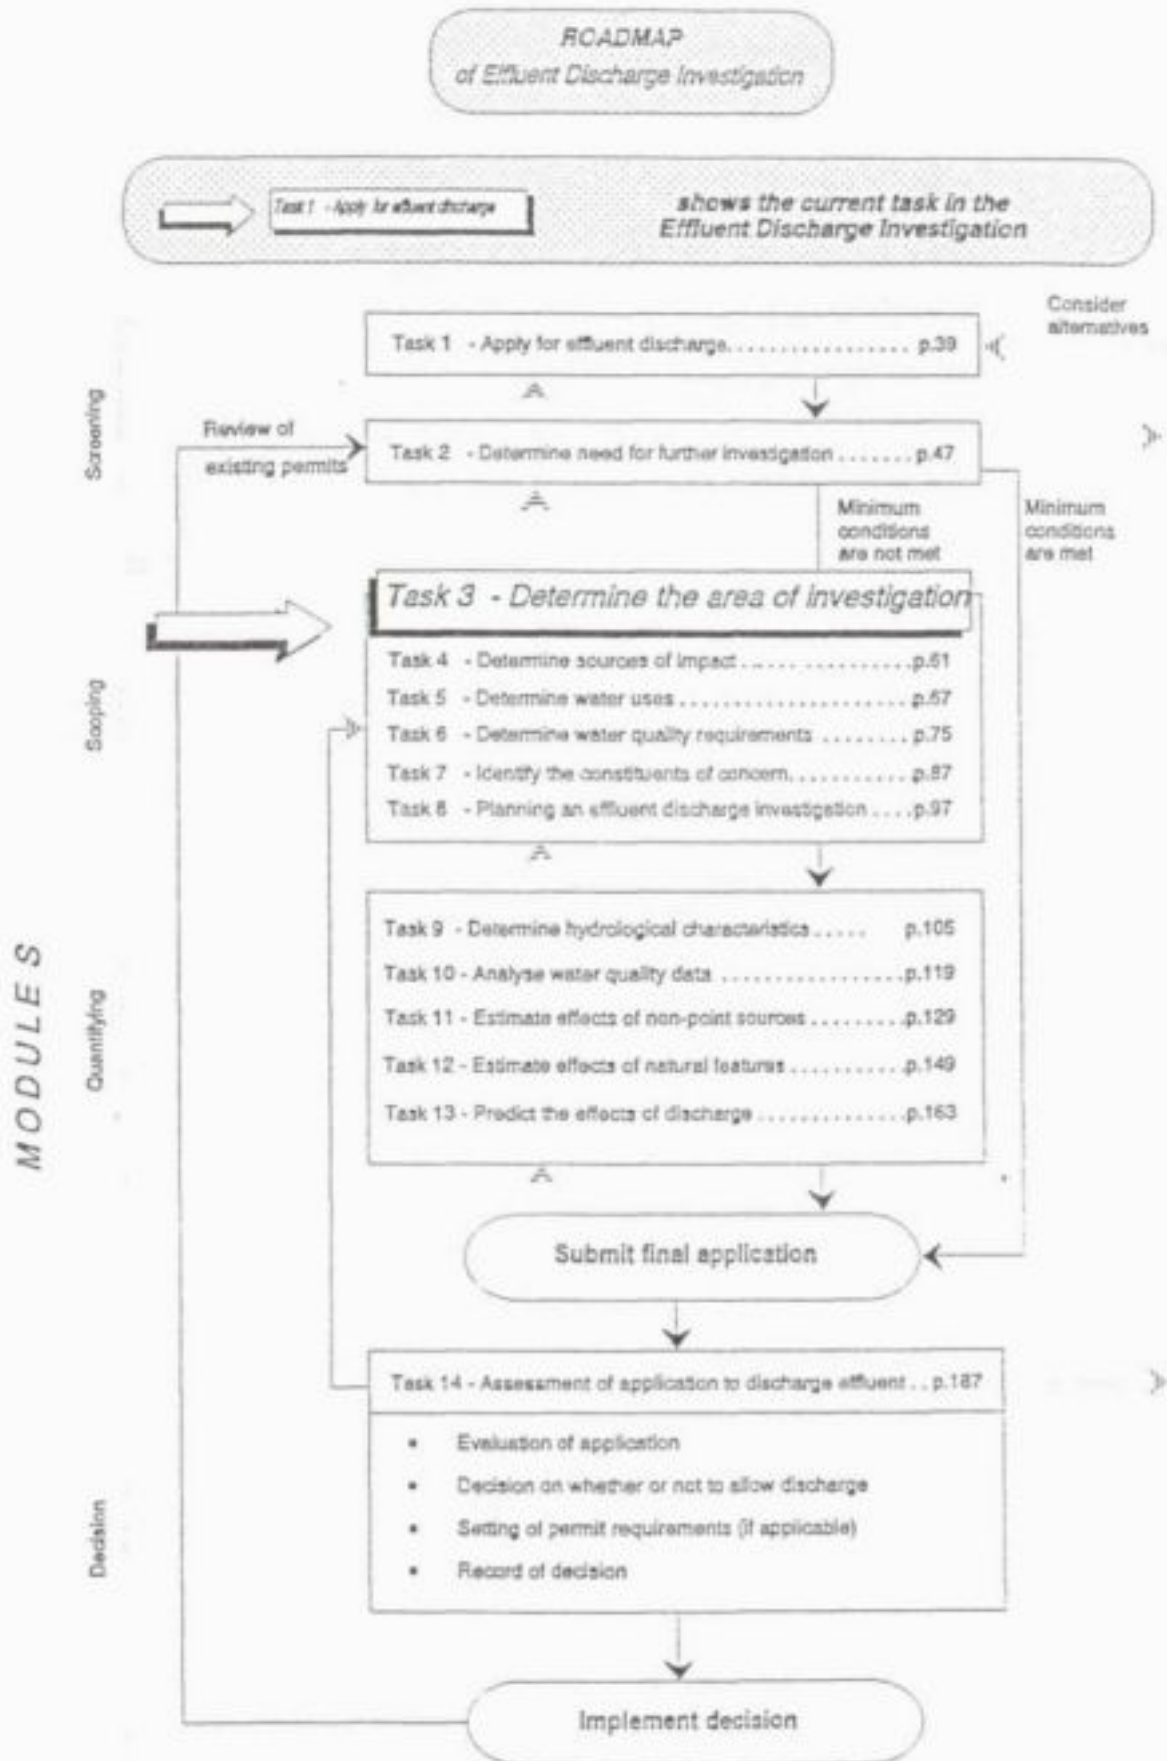 ROADMAP
of Effluent Discharge Investigation
Task 1 - Apply for effluent discharge
shows the current task in the
Effluent Discharge Investigation
Consider
alternatives
Task 1 - Apply for effluent discharge................. p.39
Screening
Review of
existing permits
Task 2 - Determine need for further investigation ....... p.47
Minimum
conditions
are not met
Minimum
conditions
are met
Task 3 - Determine the area of investigation
Scoping
Task 4 - Determine sources of impact ... .. ..........p.61
Task 5 - Determine water uses .....................p.67
Task 6 - Determine water quality requirements ........p.75
Task 7 - Identify the constituents of concern...........p.87
Task 8 - Planning an effluent discharge investigation ....p.97
MODULES
Quantifying
Task 9 - Determine hydrological characteristics ..... p.105
Task 10 - Analyse water quality data ................p.119
Task 11 - Estimate effects of non-point sources .........p.129
Task 12 - Estimate effects of natural features ...........p.149
Task 13 - Predict the effects of discharge ..............p.163
Submit final application
Decision
Task 14 - Assessment of application to discharge effluent .. p.187
• Evaluation of application
• Decision on whether or not to allow discharge
• Setting of permit requirements (if applicable)
• Record of decision
Implement decision